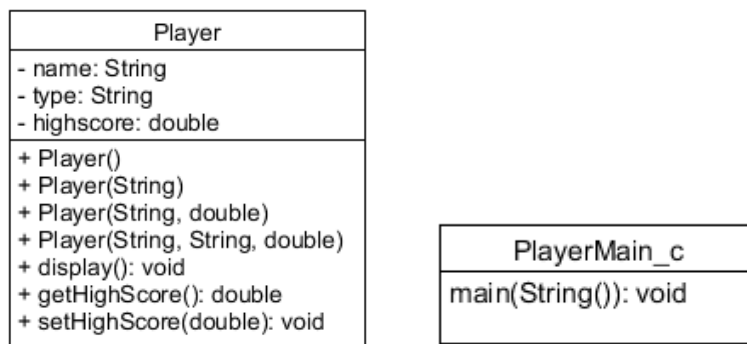 Player
- name: String
- type: String
- highscore: double
+ Player()
+ Player(String)
+ Player(String, double)
+ Player(String, String, double)
+ display(): void
+ getHighScore(): double
+ setHighScore(double): void
PlayerMain_c
main(String()): void